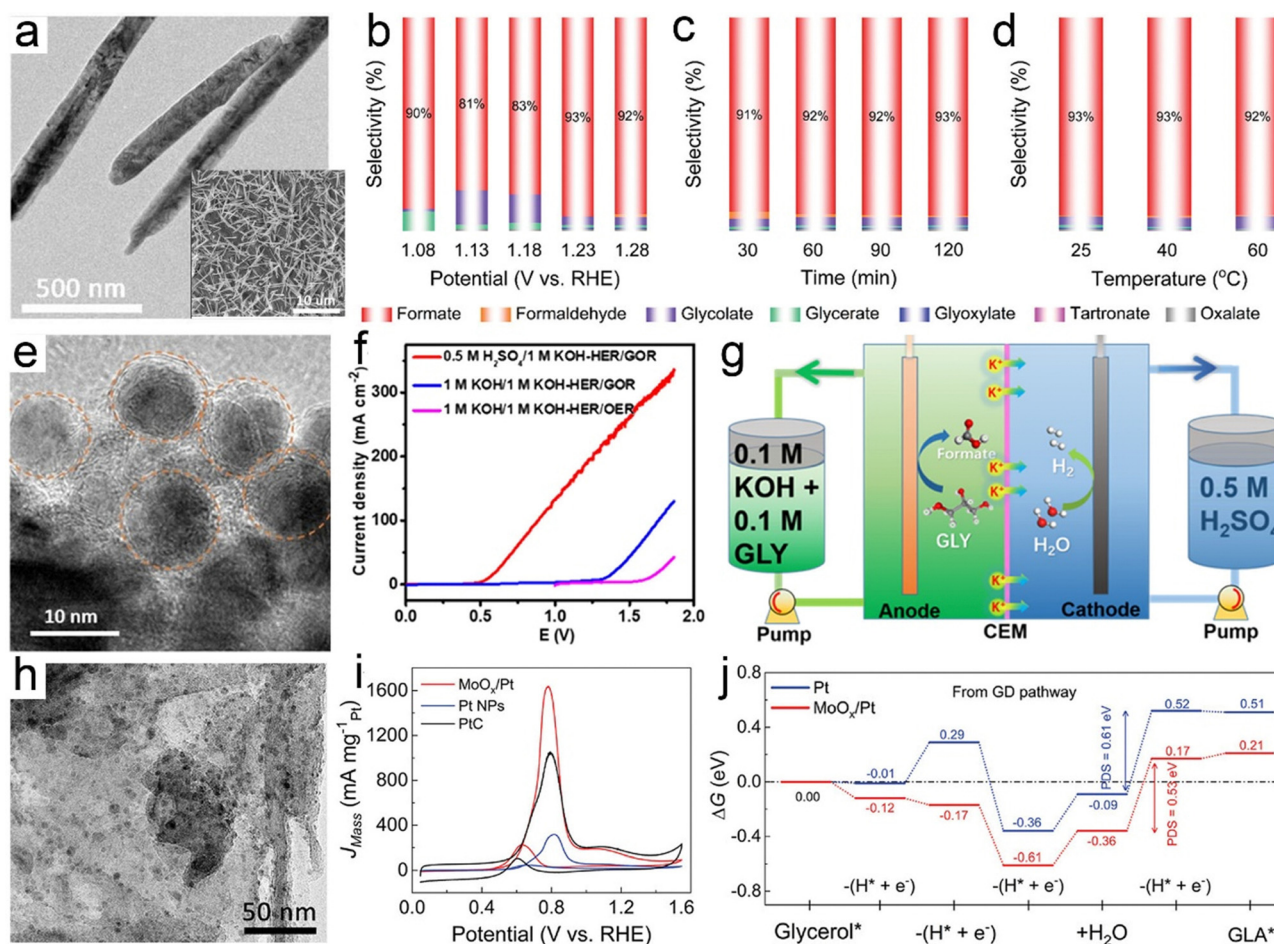 a
500 nm
10 um
b
Selectivity (%)
90%
81%
83%
93%
92%
1.08
1.13
1.18
1.23
1.28
Potential (V vs. RHE)
c
Selectivity (%)
91%
92%
92%
93%
30
60
90
120
Time (min)
d
Selectivity (%)
93%
93%
92%
25
40
60
Temperature (°C)
Formate
Formaldehyde
Glycolate
Glycerate
Glyoxylate
Tartronate
Oxalate
e
10 nm
f
Current density (mA cm⁻²)
300
200
100
0
0.5 M H₂SO₄/1 M KOH-HER/GOR
1 M KOH/1 M KOH-HER/GOR
1 M KOH/1 M KOH-HER/OER
0.0
0.5
1.0
1.5
2.0
E (V)
g
0.1 M
KOH +
0.1 M
GLY
Pump
Formate
GLY
Anode
K⁺
K⁺
K⁺
K⁺
K⁺
K⁺
CEM
H₂
H₂O
Cathode
0.5 M
H₂SO₄
Pump
h
50 nm
i
J_Mass (mA mg⁻¹ Pt)
1600
1200
800
400
0
MoOₓ/Pt
Pt NPs
PtC
0.0
0.4
0.8
1.2
1.6
Potential (V vs. RHE)
j
ΔG (eV)
0.4
0.0
-0.4
-0.8
Pt
MoOₓ/Pt
From GD pathway
0.00
-0.01
-0.12
0.29
-0.17
-0.36
-0.61
-0.09
-0.36
PDS = 0.61 eV
0.52
0.51
0.17
0.21
PDS = 0.53 eV
-(H* + e⁻)
-(H* + e⁻)
-(H* + e⁻)
Glycerol*
-(H* + e⁻)
+H₂O
GLA*